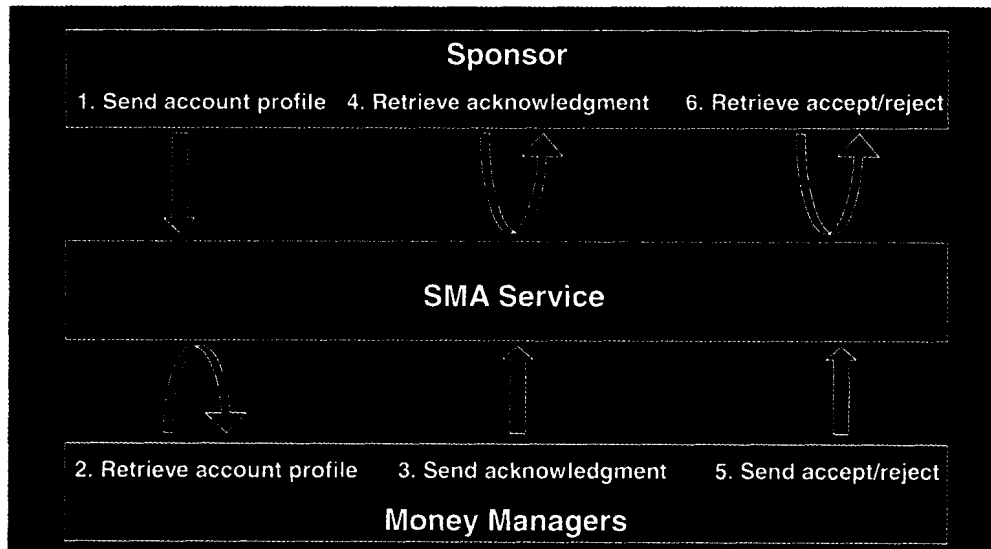 Sponsor
1. Send account profile 4. Retrieve acknowledgment 6. Retrieve accept/reject
SMA Service
2. Retrieve account profile 3. Send acknowledgment 5. Send accept/reject
Money Managers